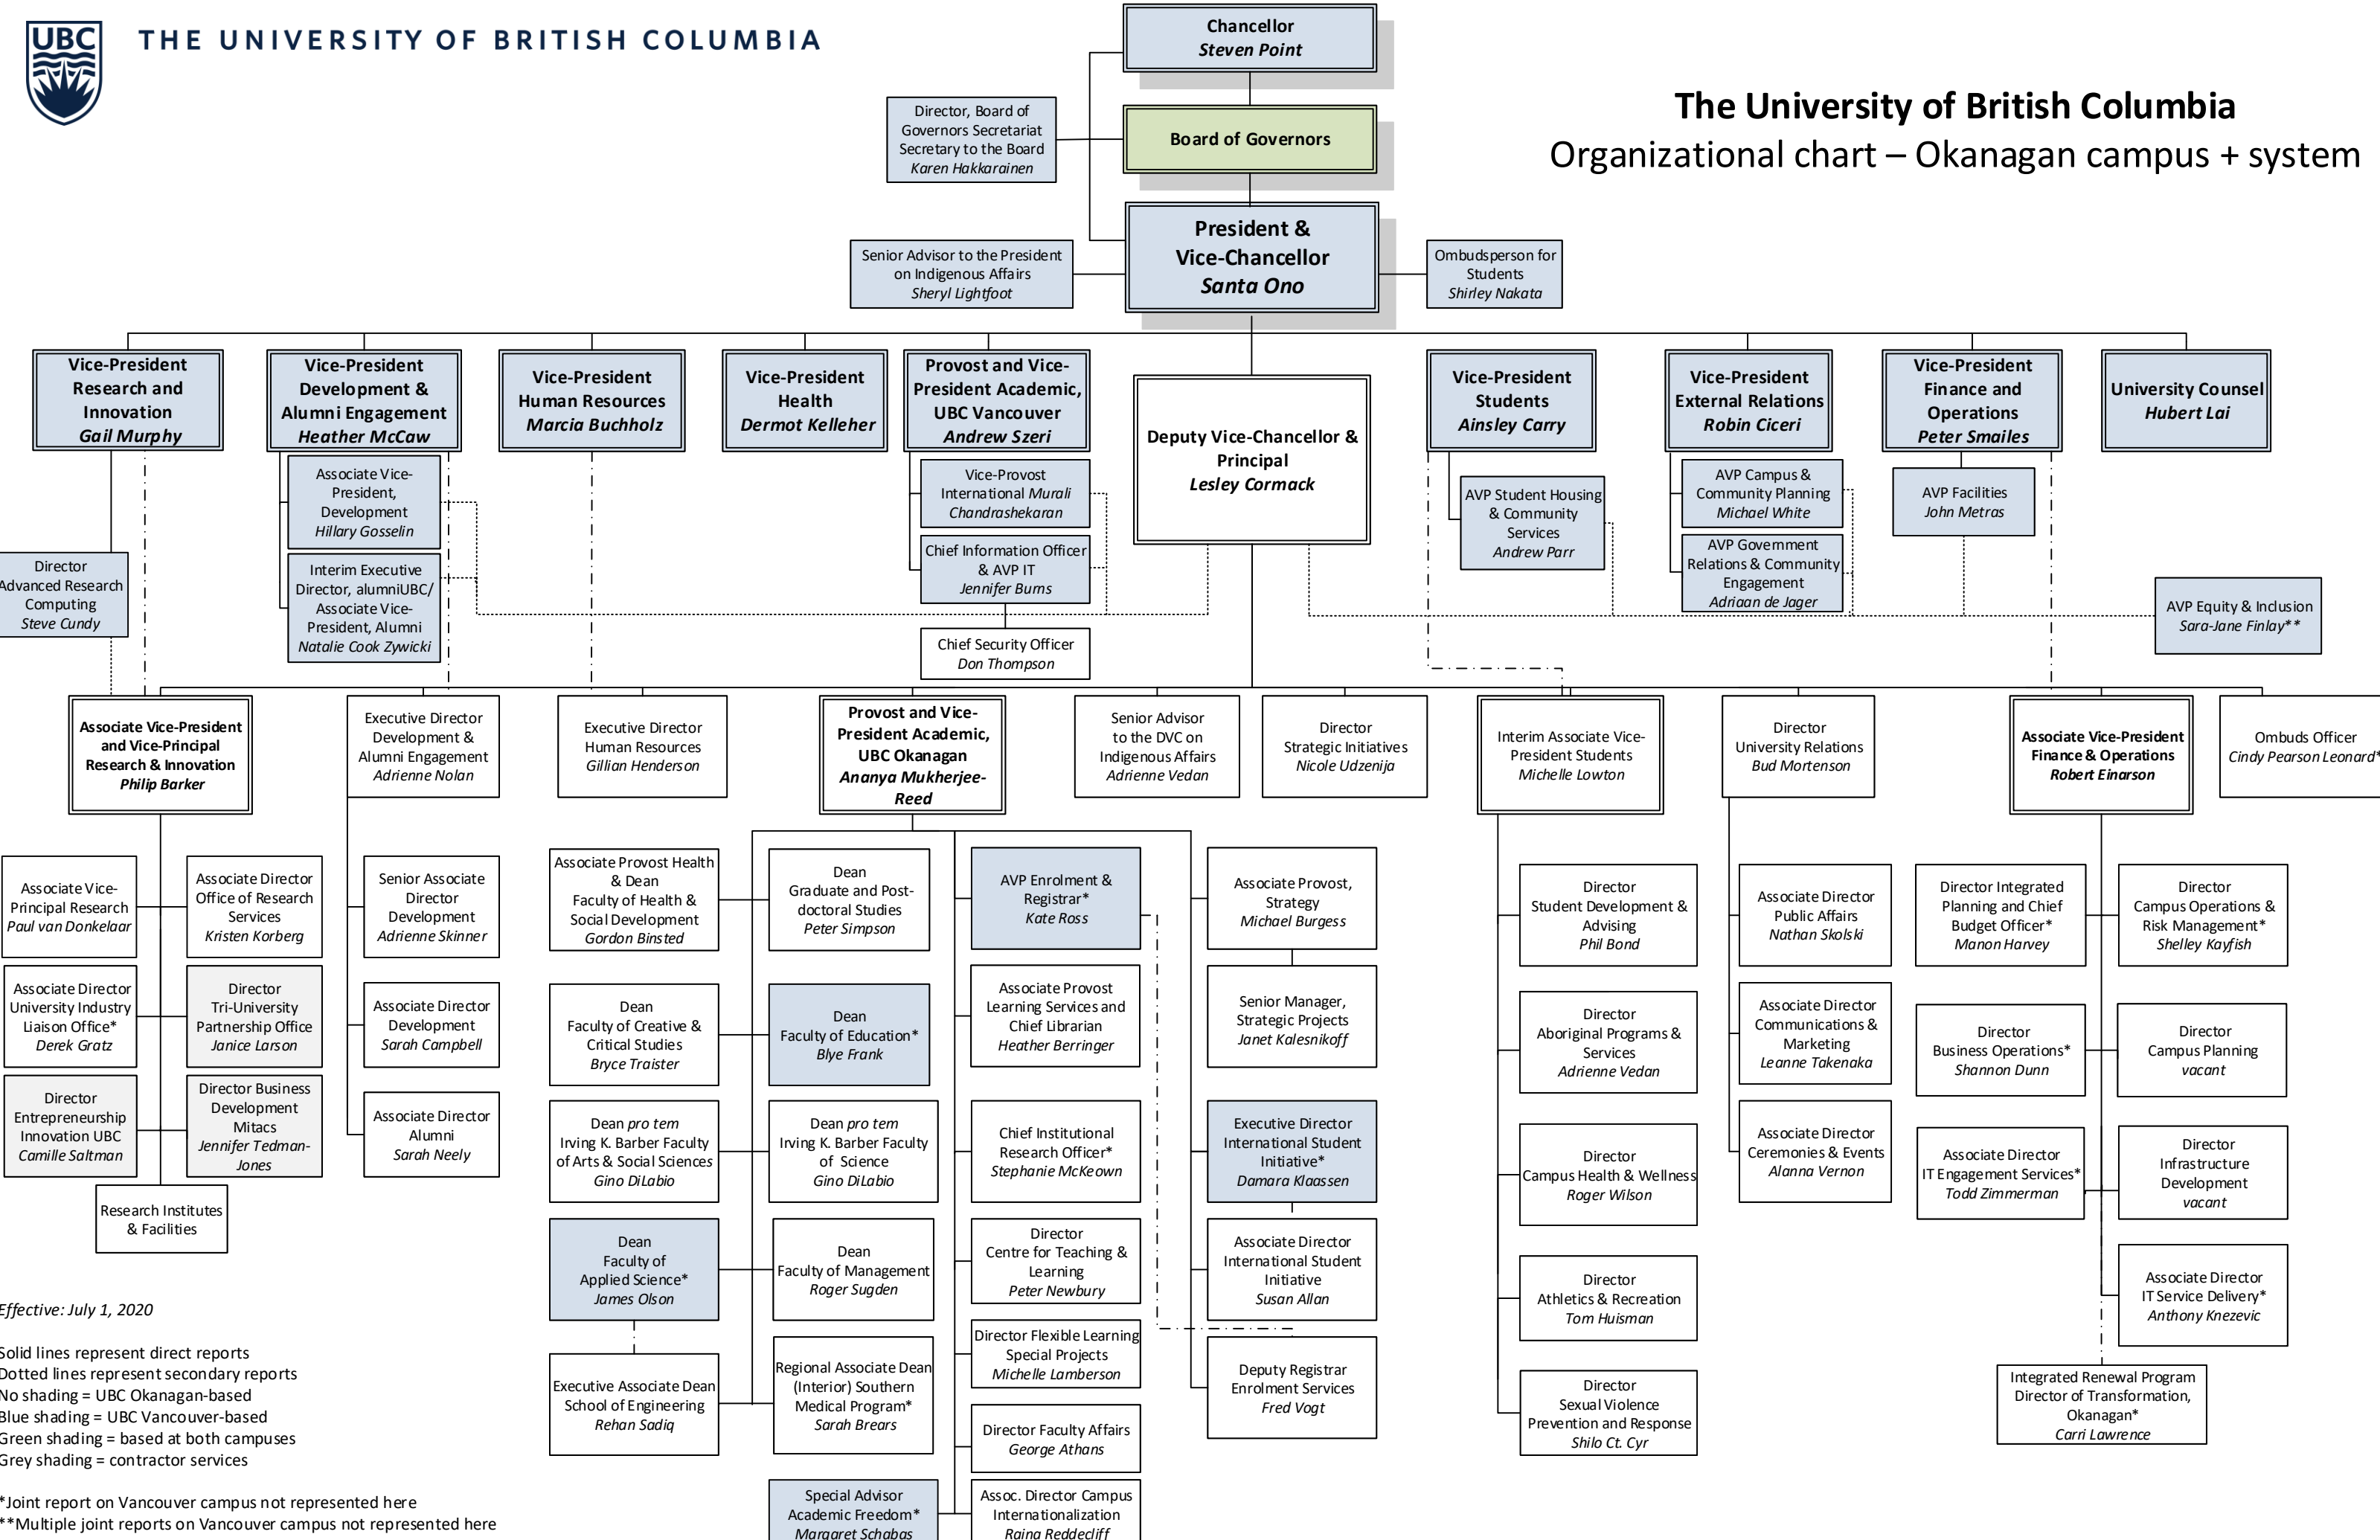 UBC
THE UNIVERSITY OF BRITISH COLUMBIA
The University of British Columbia
Organizational chart – Okanagan campus + system
Chancellor
Steven Point
Director, Board of
Governors Secretariat
Secretary to the Board
Karen Hakkarainen
Board of Governors
President &
Vice-Chancellor
Santa Ono
Senior Advisor to the President
on Indigenous Affairs
Sheryl Lightfoot
Ombudsperson for
Students
Shirley Nakata
Vice-President
Research and
Innovation
Gail Murphy
Vice-President
Development &
Alumni Engagement
Heather McCaw
Vice-President
Human Resources
Marcia Buchholz
Vice-President
Health
Dermot Kelleher
Provost and Vice-
President Academic,
UBC Vancouver
Andrew Szeri
Deputy Vice-Chancellor &
Principal
Lesley Cormack
Vice-President
Students
Ainsley Carry
Vice-President
External Relations
Robin Ciceri
Vice-President
Finance and
Operations
Peter Smailes
University Counsel
Hubert Lai
Director
Advanced Research
Computing
Steve Cundy
Associate Vice-
President,
Development
Hillary Gosselin
Interim Executive
Director, alumniUBC/
Associate Vice-
President, Alumni
Natalie Cook Zywicki
Vice-Provost
International Murali
Chandrashekaran
Chief Information Officer
& AVP IT
Jennifer Burns
Chief Security Officer
Don Thompson
AVP Student Housing
& Community
Services
Andrew Parr
AVP Campus &
Community Planning
Michael White
AVP Government
Relations & Community
Engagement
Adriaan de Jager
AVP Facilities
John Metras
AVP Equity & Inclusion
Sara-Jane Finlay**
Associate Vice-President
and Vice-Principal
Research & Innovation
Philip Barker
Executive Director
Development &
Alumni Engagement
Adrienne Nolan
Executive Director
Human Resources
Gillian Henderson
Provost and Vice-
President Academic,
UBC Okanagan
Ananya Mukherjee-
Reed
Senior Advisor
to the DVC on
Indigenous Affairs
Adrienne Vedan
Director
Strategic Initiatives
Nicole Udzenija
Interim Associate Vice-
President Students
Michelle Lowton
Director
University Relations
Bud Mortenson
Associate Vice-President
Finance & Operations
Robert Einarson
Ombuds Officer
Cindy Pearson Leonard*
Associate Vice-
Principal Research
Paul van Donkelaar
Associate Director
Office of Research
Services
Kristen Korberg
Associate Director
University Industry
Liaison Office*
Derek Gratz
Director
Tri-University
Partnership Office
Janice Larson
Director
Entrepreneurship
Innovation UBC
Camille Saltman
Director Business
Development
Mitacs
Jennifer Tedman-
Jones
Research Institutes
& Facilities
Senior Associate
Director
Development
Adrienne Skinner
Associate Director
Development
Sarah Campbell
Associate Director
Alumni
Sarah Neely
Associate Provost Health
& Dean
Faculty of Health &
Social Development
Gordon Binsted
Dean
Graduate and Post-
doctoral Studies
Peter Simpson
Dean
Faculty of Creative &
Critical Studies
Bryce Traister
Dean
Faculty of Education*
Blye Frank
Dean pro tem
Irving K. Barber Faculty
of Arts & Social Sciences
Gino DiLabio
Dean pro tem
Irving K. Barber Faculty
of Science
Gino DiLabio
Dean
Faculty of
Applied Science*
James Olson
Dean
Faculty of Management
Roger Sugden
Executive Associate Dean
School of Engineering
Rehan Sadiq
Regional Associate Dean
(Interior) Southern
Medical Program*
Sarah Brears
Special Advisor
Academic Freedom*
Margaret Schabas
AVP Enrolment &
Registrar*
Kate Ross
Associate Provost
Learning Services and
Chief Librarian
Heather Berringer
Chief Institutional
Research Officer*
Stephanie McKeown
Director
Centre for Teaching &
Learning
Peter Newbury
Director Flexible Learning
Special Projects
Michelle Lamberson
Director Faculty Affairs
George Athans
Assoc. Director Campus
Internationalization
Raina Reddecliff
Associate Provost,
Strategy
Michael Burgess
Senior Manager,
Strategic Projects
Janet Kalesnikoff
Executive Director
International Student
Initiative*
Damara Klaassen
Associate Director
International Student
Initiative
Susan Allan
Deputy Registrar
Enrolment Services
Fred Vogt
Director
Student Development &
Advising
Phil Bond
Director
Aboriginal Programs &
Services
Adrienne Vedan
Director
Campus Health & Wellness
Roger Wilson
Director
Athletics & Recreation
Tom Huisman
Director
Sexual Violence
Prevention and Response
Shilo Ct. Cyr
Associate Director
Public Affairs
Nathan Skolski
Associate Director
Communications &
Marketing
Leanne Takenaka
Associate Director
Ceremonies & Events
Alanna Vernon
Director Integrated
Planning and Chief
Budget Officer*
Manon Harvey
Director
Campus Operations &
Risk Management*
Shelley Kayfish
Director
Business Operations*
Shannon Dunn
Director
Campus Planning
vacant
Associate Director
IT Engagement Services*
Todd Zimmerman
Director
Infrastructure
Development
vacant
Associate Director
IT Service Delivery*
Anthony Knezevic
Integrated Renewal Program
Director of Transformation,
Okanagan*
Carri Lawrence
Effective: July 1, 2020
Solid lines represent direct reports
Dotted lines represent secondary reports
No shading = UBC Okanagan-based
Blue shading = UBC Vancouver-based
Green shading = based at both campuses
Grey shading = contractor services
*Joint report on Vancouver campus not represented here
**Multiple joint reports on Vancouver campus not represented here